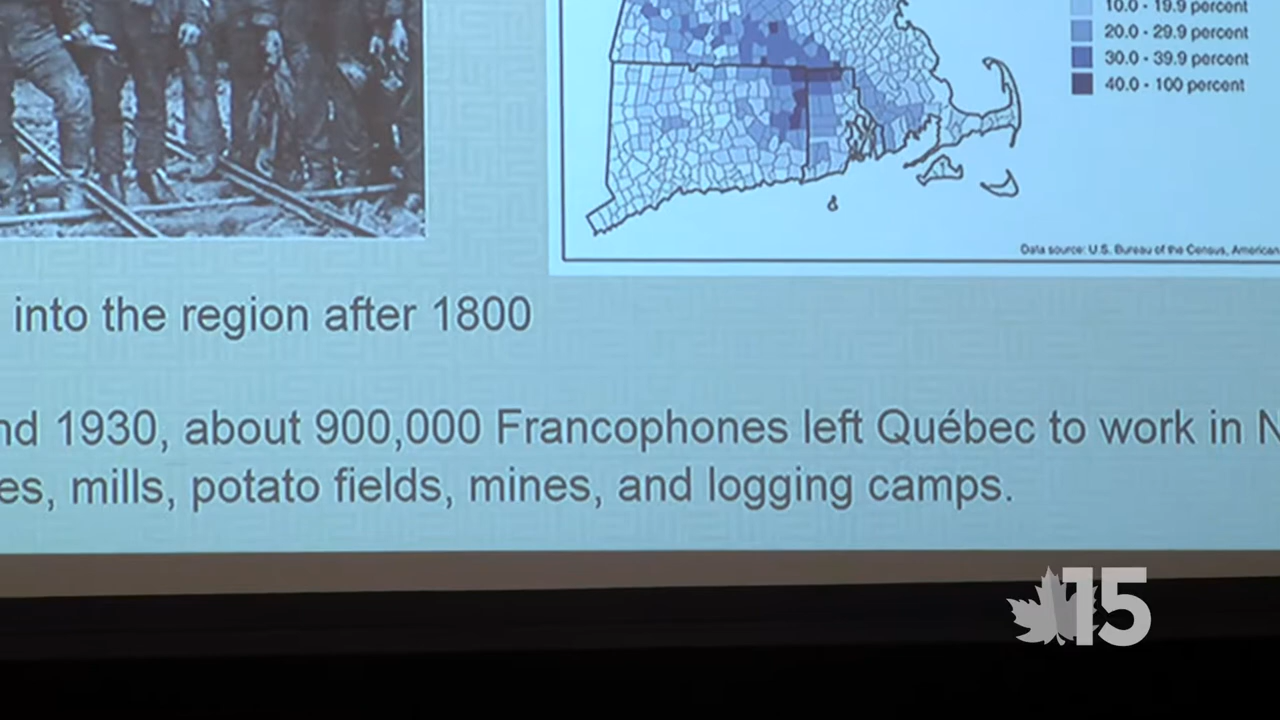 10.0 - 19.9 percent
20.0 - 29.9 percent
30.0 - 39.9 percent
40.0 - 100 percent
Data source: U.S. Bureau of the Census, American
into the region after 1800
nd 1930, about 900,000 Francophones left Québec to work in N
es, mills, potato fields, mines, and logging camps.
15